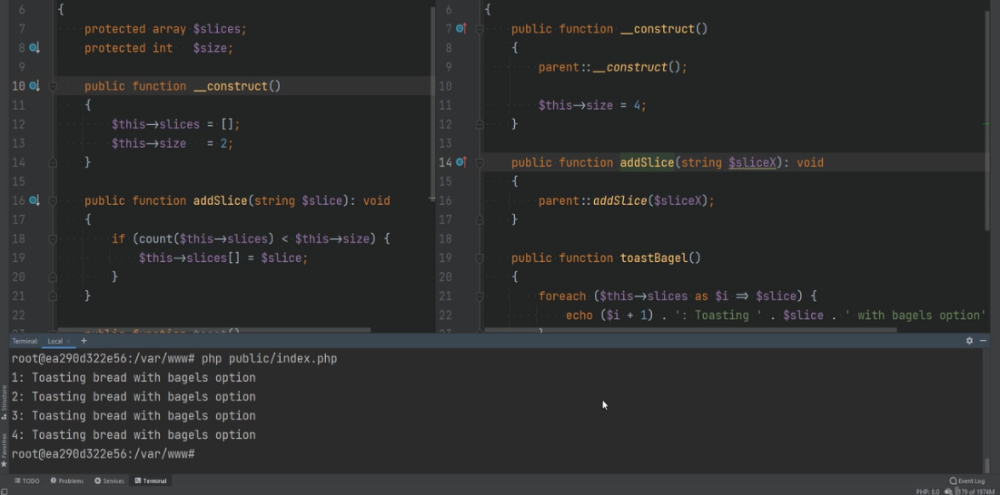 6 {
7 protected array $slices;
8 protected int $size;
9
10 public function __construct()
11 {
12 $this->slices = [];
13 $this->size = 2;
14 }
15
16 public function addSlice(string $slice): void
17 {
18 if (count($this->slices) < $this->size) {
19 $this->slices[] = $slice;
20 }
21 }
22
6 {
7 public function __construct()
8 {
9 parent::__construct();
10
11 $this->size = 4;
12 }
13
14 public function addSlice(string $sliceX): void
15 {
16 parent::addSlice($sliceX);
17 }
18
19 public function toastBagel()
20 {
21 foreach ($this->slices as $i => $slice) {
22 echo ($i + 1) . ': Toasting ' . $slice . ' with bagels option'
Terminal: Local × +
root@ea290d322e56:/var/www# php public/index.php
1: Toasting bread with bagels option
2: Toasting bread with bagels option
3: Toasting bread with bagels option
4: Toasting bread with bagels option
root@ea290d322e56:/var/www#
Structure
Favorites
TODO Problems Services Terminal Event Log
PHP: 8.0 179 of 1974M